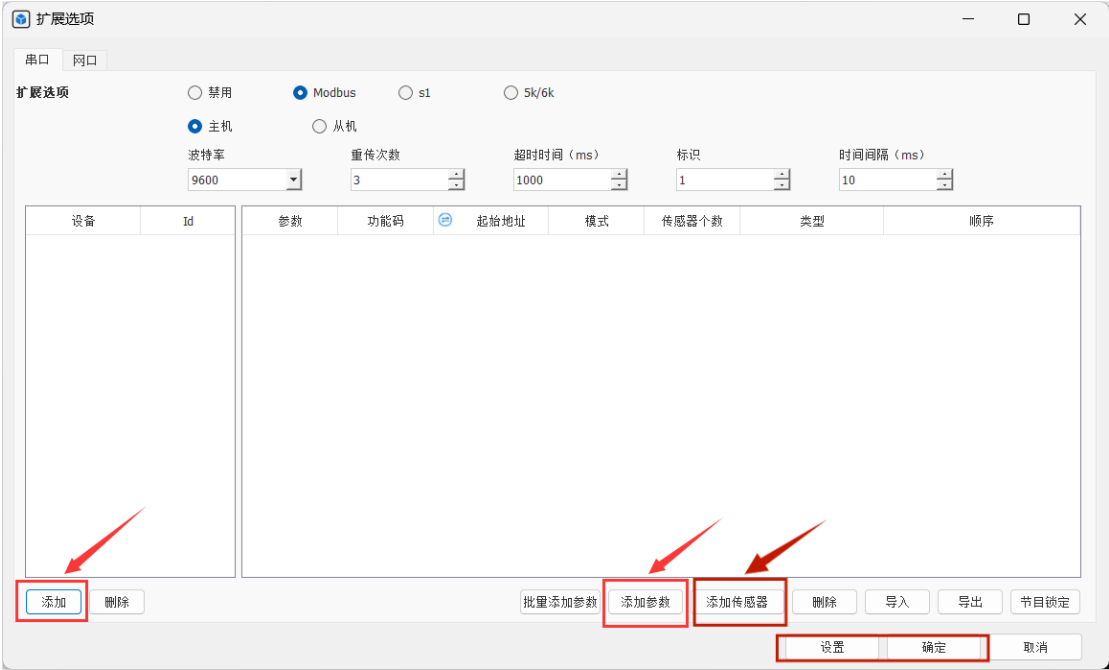 扩展选项
串口 网口
扩展选项 禁用 Modbus s1 5k/6k
主机 从机
波特率 重传次数 超时时间（ms） 标识 时间间隔（ms）
9600 3 1000 1 10
设备 Id 参数 功能码 起始地址 模式 传感器个数 类型 顺序
添加 删除 批量添加参数 添加参数 添加传感器 删除 导入 导出 节目锁定
设置 确定 取消